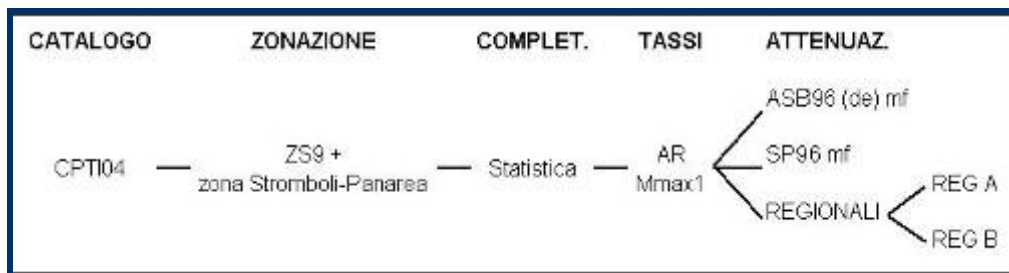 CATALOGO ZONAZIONE COMPLET. TASSI ATTENUAZ.
ASB96 (de) mf
CPTI04 ZS9 + zona Stromboli-Panarea Statistica AR Mmax1 SP96 mf
REGIONALI
REG A
REG B